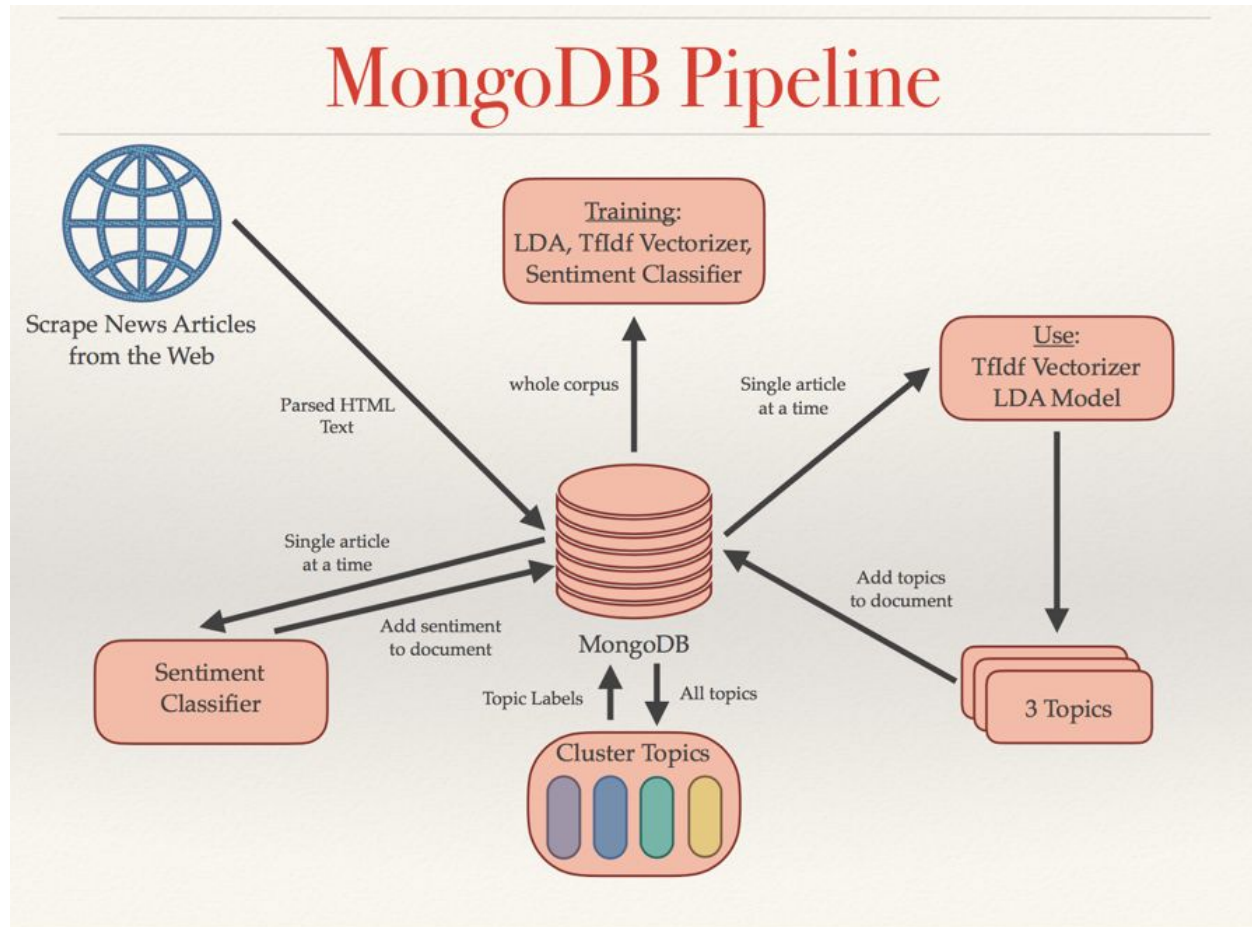 MongoDB Pipeline
Scrape News Articles
from the Web
Training:
LDA, TfIdf Vectorizer,
Sentiment Classifier
Use:
TfIdf Vectorizer
LDA Model
whole corpus
Single article
at a time
Parsed HTML
Text
Single article
at a time
Add sentiment
to document
MongoDB
Add topics
to document
Sentiment
Classifier
Topic Labels
All topics
3 Topics
Cluster Topics